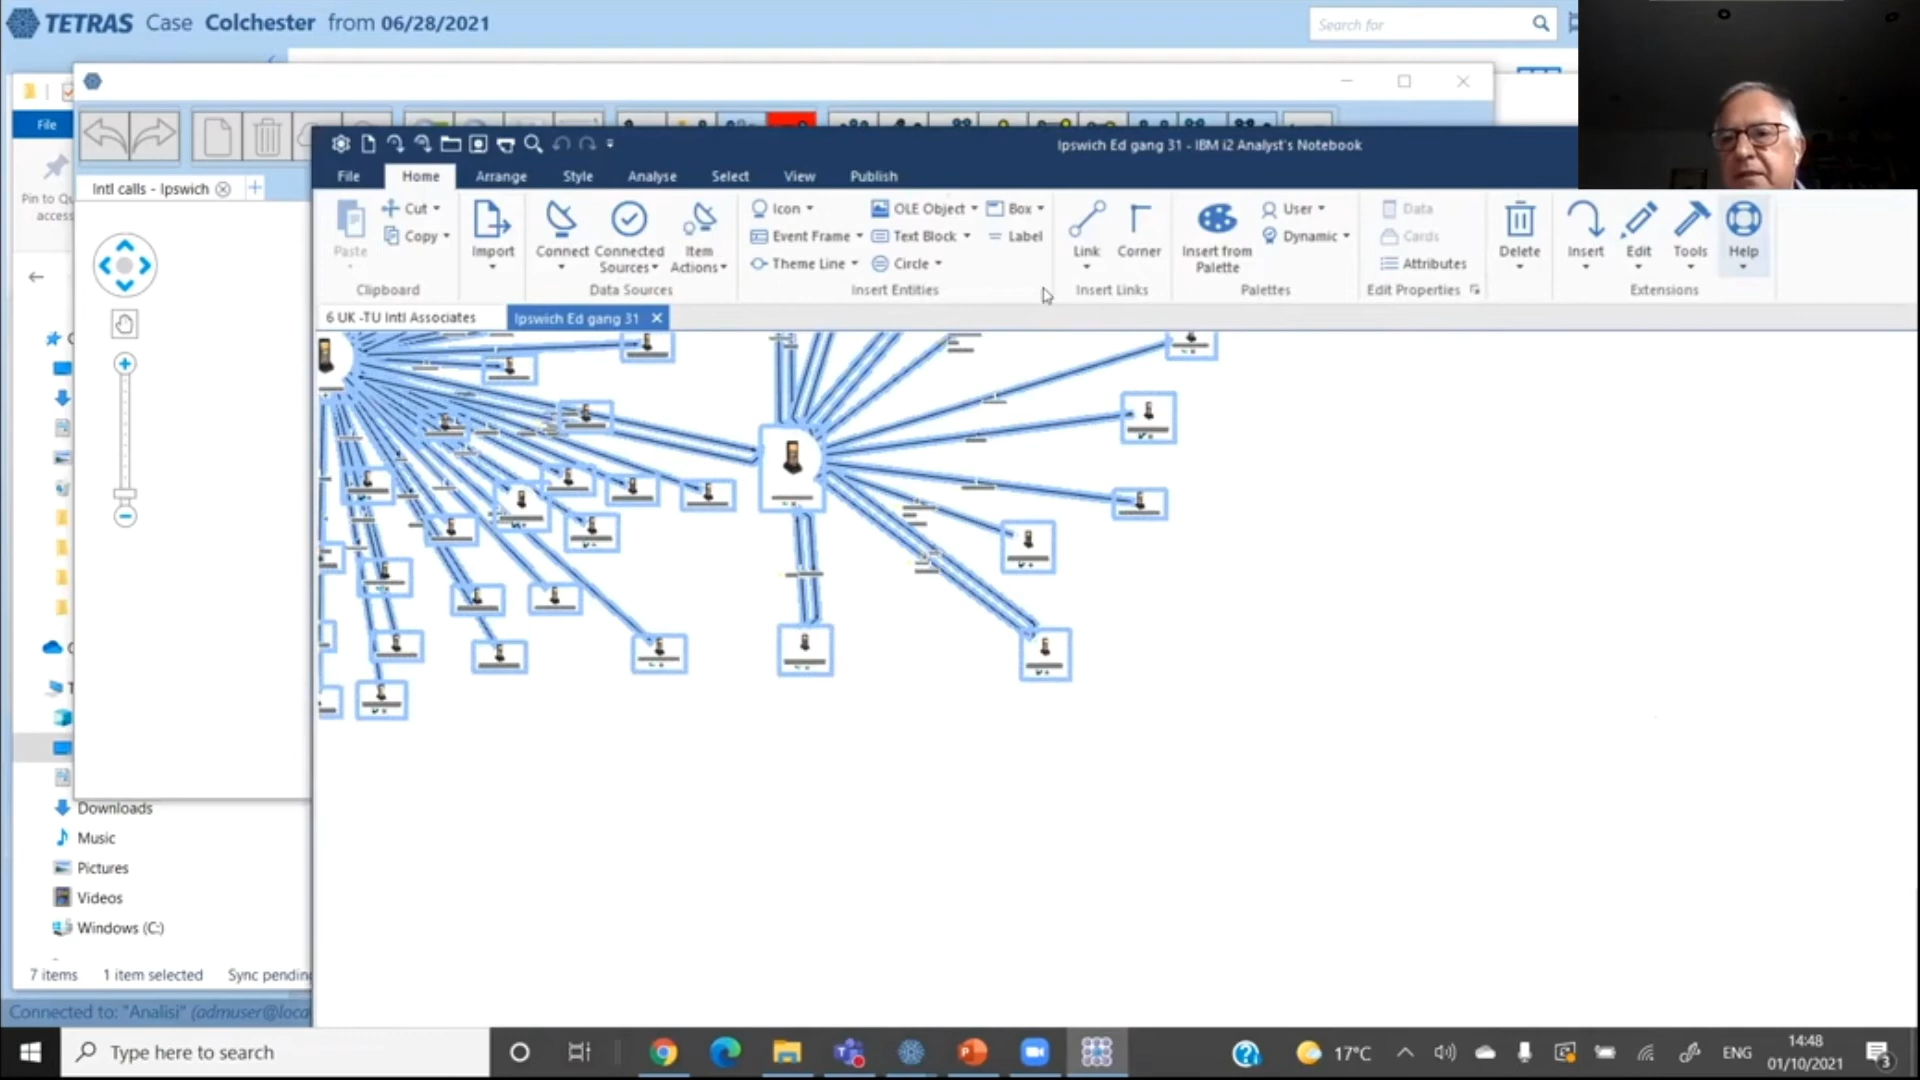 TETRAS Case Colchester from 06/28/2021
Search for
File
Pin to Qu
access
Intl calls - Ipswich
Ipswich Ed gang 31 - IBM i2 Analyst's Notebook
File Home Arrange Style Analyse Select View Publish
Paste
Cut
Copy
Clipboard
Import
Connect
Connected Sources
Item Actions
Data Sources
Icon
OLE Object
Box
Event Frame
Text Block
Label
Theme Line
Circle
Insert Entities
Link
Corner
Insert Links
Insert from Palette
User
Dynamic
Palettes
Data
Cards
Attributes
Edit Properties
Delete
Insert
Edit
Tools
Help
Extensions
6 UK -TU Intl Associates
Ipswich Ed gang 31
Downloads
Music
Pictures
Videos
Windows (C:)
7 items 1 item selected Sync pending
Connected to: "Analisi" (admuser@loca
Type here to search
17°C
ENG
14:48
01/10/2021
3